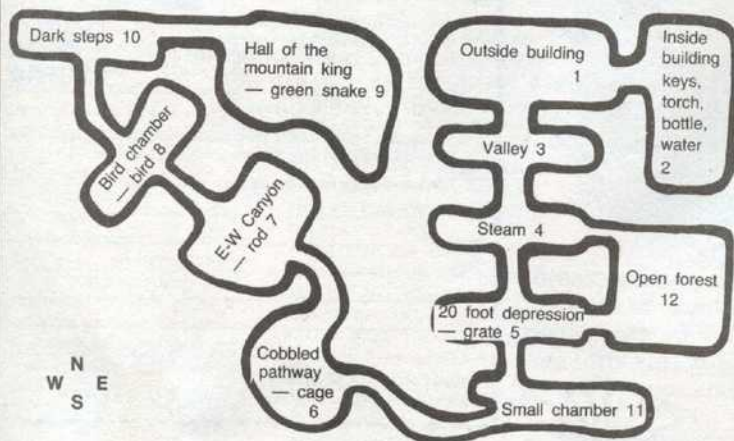 Dark steps 10
Hall of the
mountain king
— green snake 9
Outside building
1
Inside
building
keys,
torch,
bottle,
water
2
Bird chamber
— bird 8
Valley 3
E-W Canyon
— rod 7
Steam 4
Open forest
12
20 foot depression
— grate 5
Cobbled
pathway
— cage
6
Small chamber 11
N
W E
S